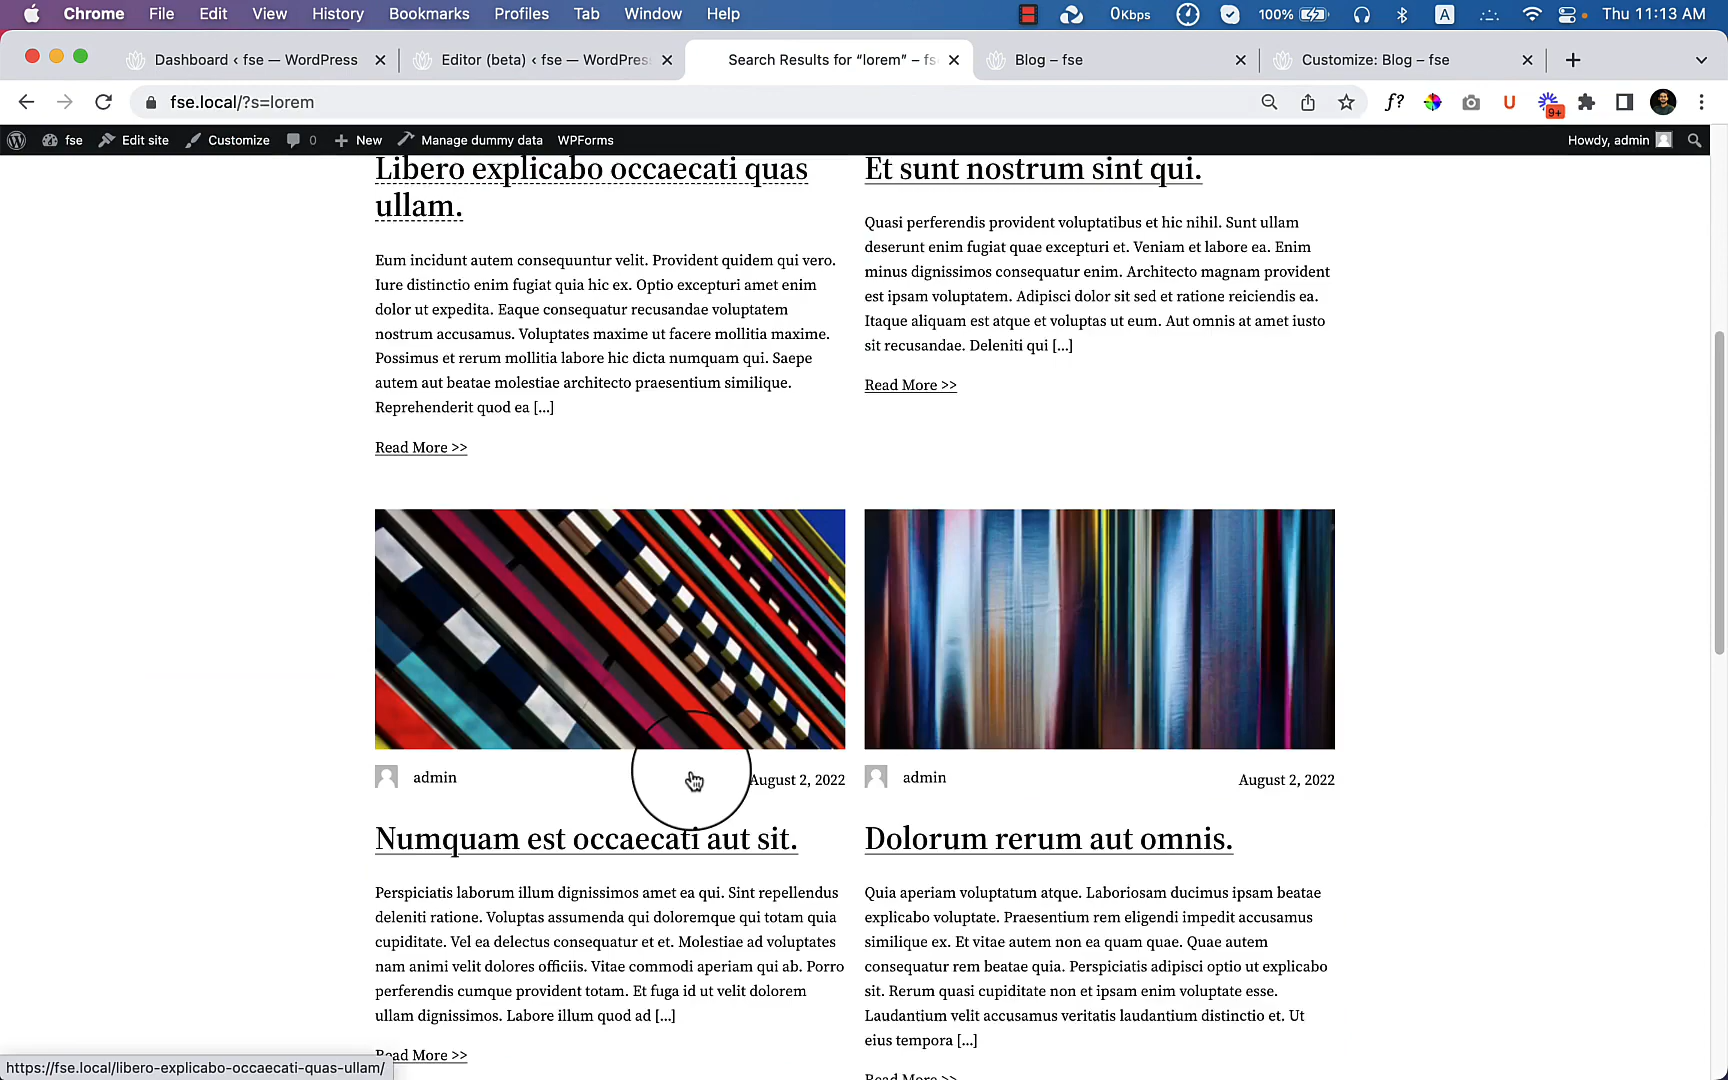 Chrome File Edit View History Bookmarks Profiles Tab Window Help 0Kbps 100% A Thu 11:13 AM
Dashboard ‹ fse — WordPress Editor (beta) ‹ fse — WordPress Search Results for “lorem” – fs Blog – fse Customize: Blog – fse
fse.local/?s=lorem f? U 9+
fse Edit site Customize 0 New Manage dummy data WPForms Howdy, admin
Libero explicabo occaecati quas
ullam.
Eum incidunt autem consequuntur velit. Provident quidem qui vero.
Iure distinctio enim fugiat quia hic ex. Optio excepturi amet enim
dolor ut expedita. Eaque consequatur recusandae voluptatem
nostrum accusamus. Voluptates maxime ut facere mollitia maxime.
Possimus et rerum mollitia labore hic dicta numquam qui. Saepe
autem aut beatae molestiae architecto praesentium similique.
Reprehenderit quod ea [...]
Read More >>
Et sunt nostrum sint qui.
Quasi perferendis provident voluptatibus et hic nihil. Sunt ullam
deserunt enim fugiat quae excepturi et. Veniam et labore ea. Enim
minus dignissimos consequatur enim. Architecto magnam provident
est ipsam voluptatem. Adipisci dolor sit sed et ratione reiciendis ea.
Itaque aliquam est atque et voluptas ut eum. Aut omnis at amet iusto
sit recusandae. Deleniti qui [...]
Read More >>
admin August 2, 2022
Numquam est occaecati aut sit.
Perspiciatis laborum illum dignissimos amet ea qui. Sint repellendus
deleniti ratione. Voluptas assumenda qui doloremque qui totam quia
cupiditate. Vel ea delectus consequatur et et. Molestiae ad voluptates
nam animi velit dolores officiis. Vitae commodi aperiam qui ab. Porro
perferendis cumque provident totam. Et fuga id ut velit dolorem
ullam dignissimos. Labore illum quod ad [...]
Read More >>
admin August 2, 2022
Dolorum rerum aut omnis.
Quia aperiam voluptatum atque. Laboriosam ducimus ipsam beatae
explicabo voluptate. Praesentium rem eligendi impedit accusamus
similique ex. Et vitae autem non ea quam quae. Quae autem
consequatur rem beatae quia. Perspiciatis adipisci optio ut explicabo
sit. Rerum quasi cupiditate non et ipsam enim voluptate esse.
Laudantium velit accusamus veritatis laudantium distinctio et. Ut
eius tempora [...]
Read More >>
https://fse.local/libero-explicabo-occaecati-quas-ullam/